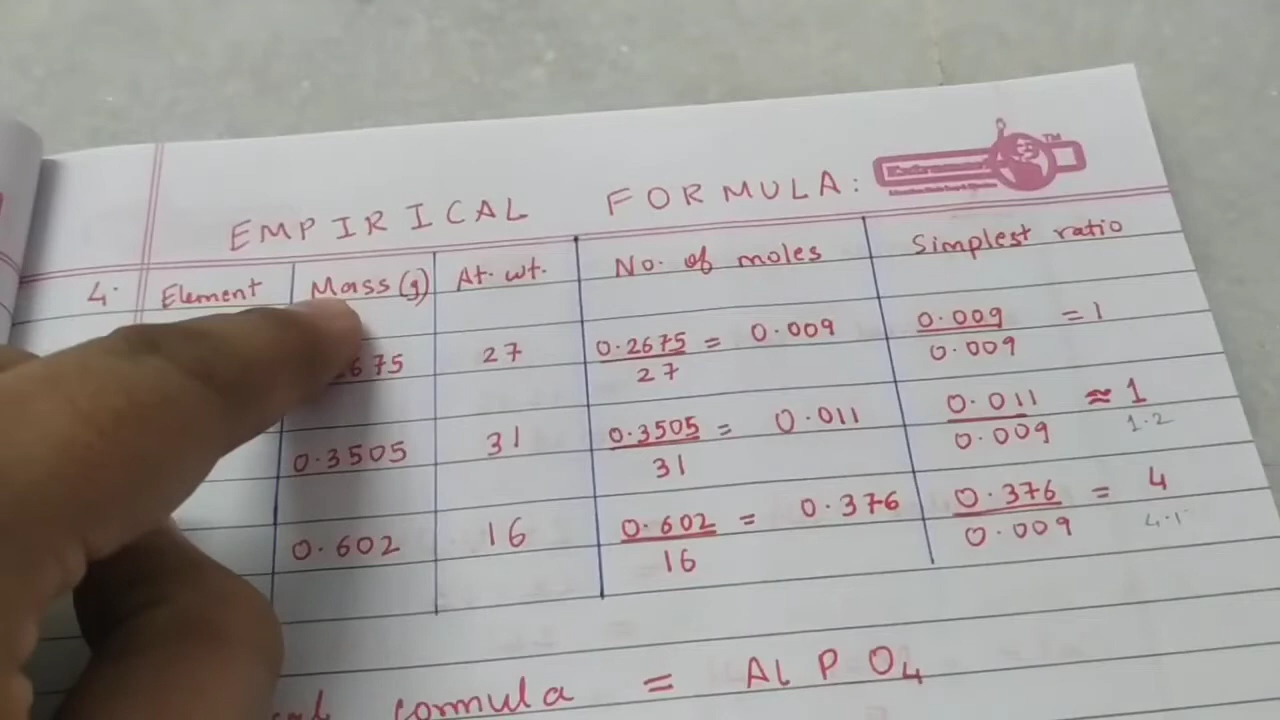 EMPIRICAL FORMULA:
TM
4. Element Mass (g) At. wt. No. of moles Simplest ratio
675 27 0.2675/27 = 0.009 0.009/0.009 = 1
0.3505 31 0.3505/31 = 0.011 0.011/0.009 ≈ 1
1.2
0.602 16 0.602/16 = 0.376 0.376/0.009 = 4
4.1
formula = Al P O4